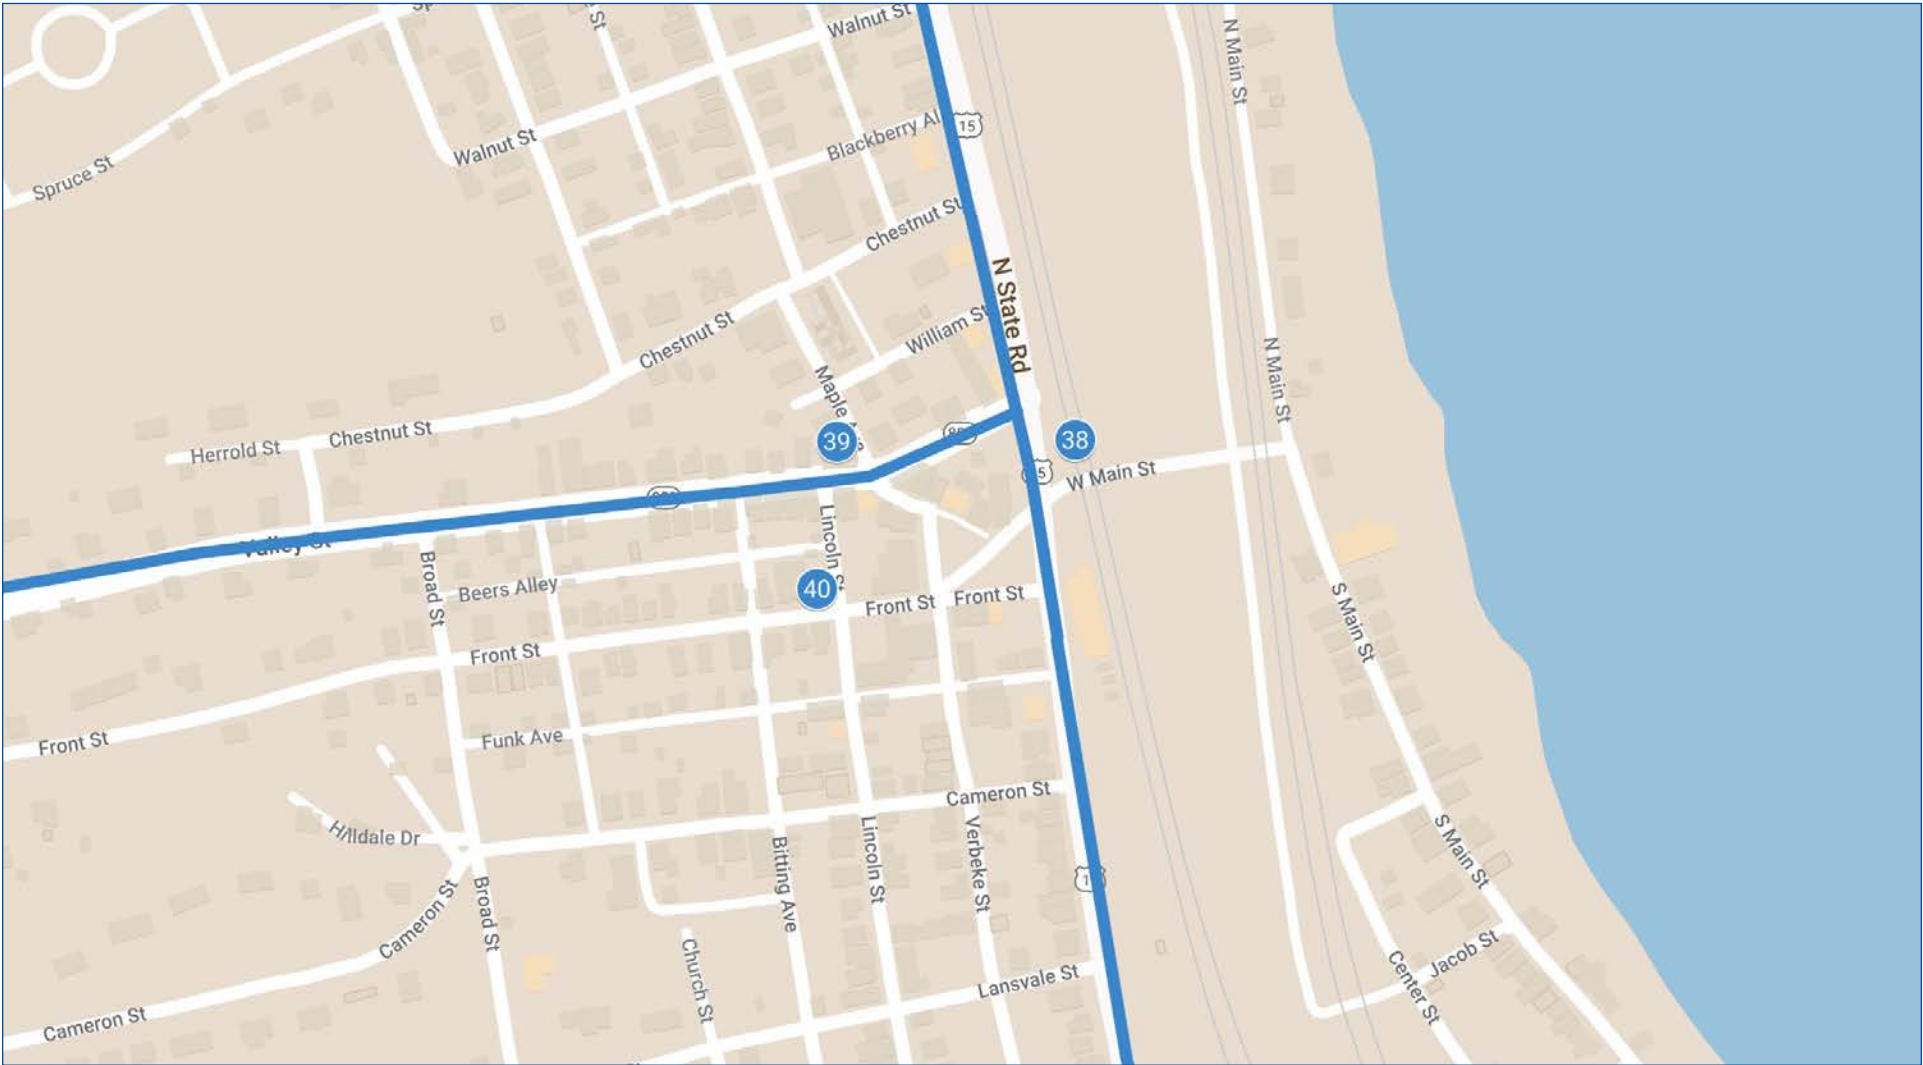 Walnut St
N Main St
Blackberry Al
15
Walnut St
Spruce St
Chestnut St
N State Rd
William St
Chestnut St
N Main St
Maple
Chestnut St
Herrold St
39
38
W Main St
Valley St
Lincoln St
Broad St
Beers Alley
40
Front St
Front St
S Main St
Front St
Front St
Funk Ave
Cameron St
Hilldale Dr
Lincoln St
Verbeke St
Bitting Ave
S Main St
Broad St
Cameron St
Church St
Jacob St
Lansvale St
Center St
Cameron St